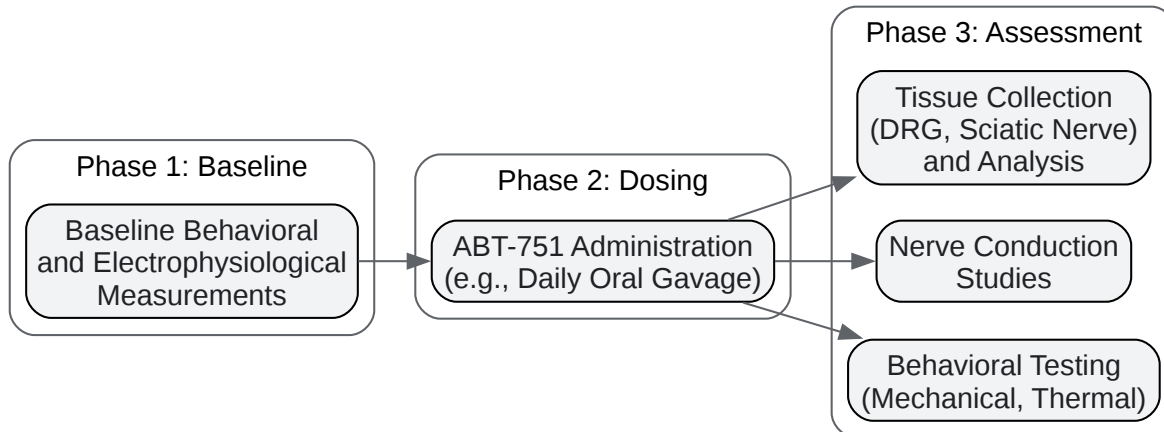 Phase 1: Baseline
Baseline Behavioral
and Electrophysiological
Measurements
Phase 2: Dosing
ABT-751 Administration
(e.g., Daily Oral Gavage)
Phase 3: Assessment
Tissue Collection
(DRG, Sciatic Nerve)
and Analysis
Nerve Conduction
Studies
Behavioral Testing
(Mechanical, Thermal)